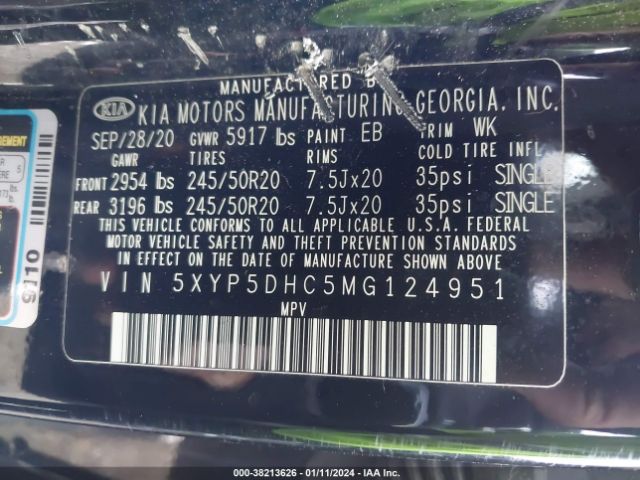 MANUFACTURED B
KIA KIA MOTORS MANUFACTURING GEORGIA. INC.
SEP/28/20 GVWR 5917 lbs PAINT EB TRIM WK
GAWR TIRES RIMS COLD TIRE INFL
FRONT 2954 lbs 245/50R20 7.5Jx20 35psi SINGLE
REAR 3196 lbs 245/50R20 7.5Jx20 35psi SINGLE
THIS VEHICLE CONFORMS TO ALL APPLICABLE U.S.A. FEDERAL
MOTOR VEHICLE SAFETY AND THEFT PREVENTION STANDARDS
IN EFFECT ON THE DATE OF MANUFACTURE SHOWN ABOVE.
VIN 5XYP5DHC5MG124951
MPV
9110
000-38213626 - 01/11/2024 - IAA Inc.